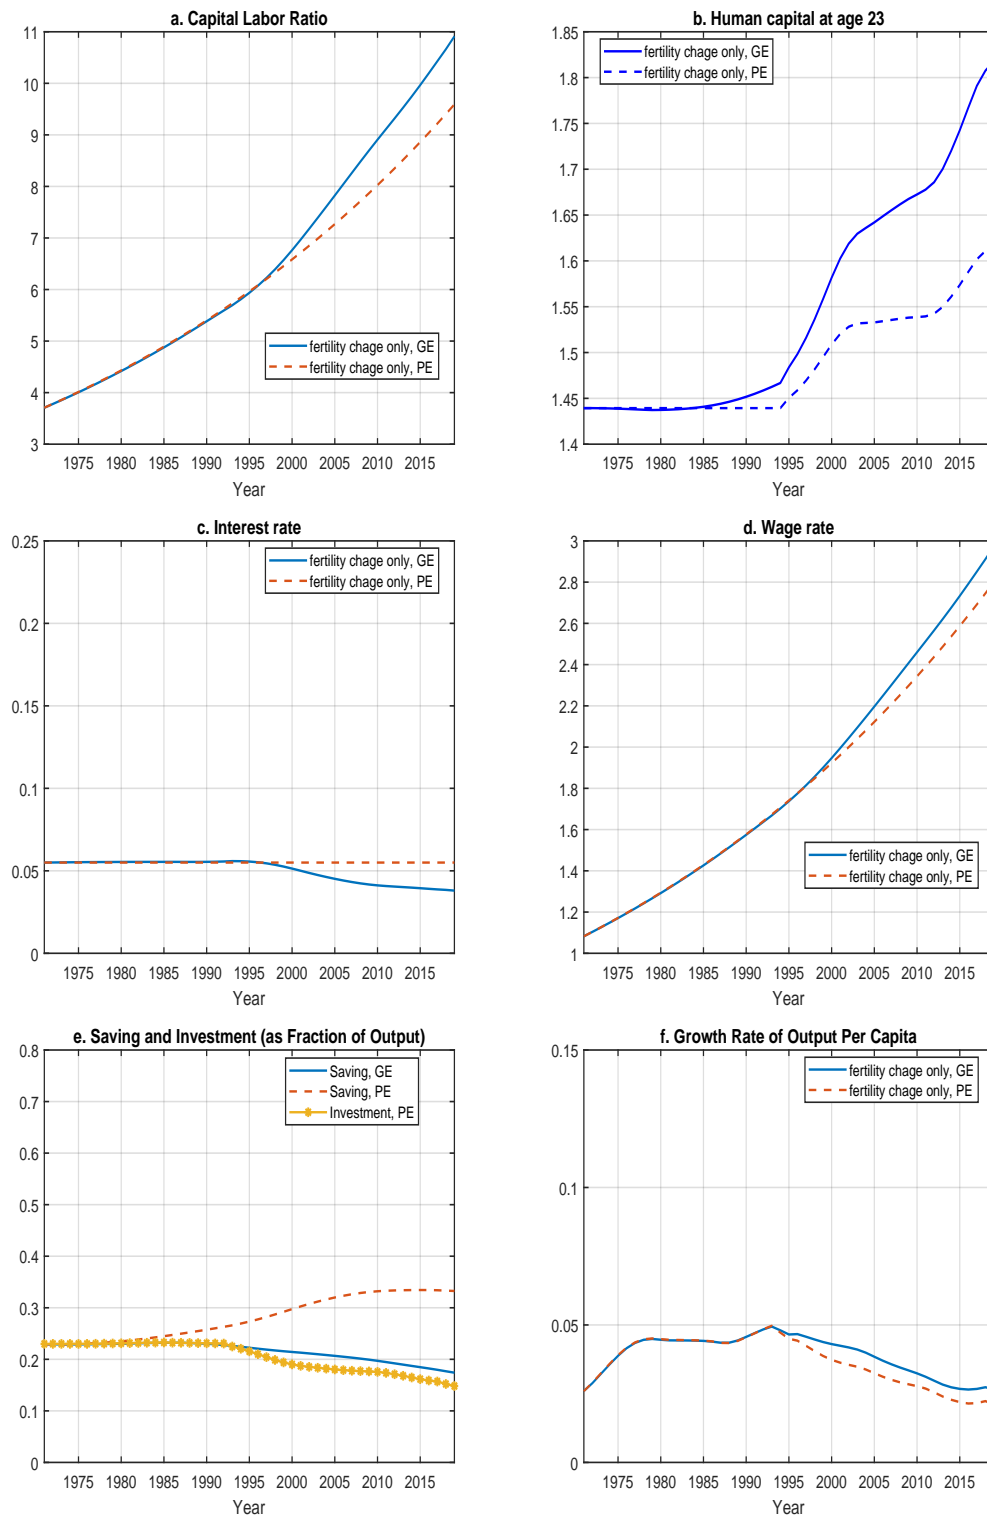 a. Capital Labor Ratio
11
10
9
8
7
6
5
4
3
fertility chage only, GE
fertility chage only, PE
1975 1980 1985 1990 1995 2000 2005 2010 2015
Year
b. Human capital at age 23
1.85
1.8
1.75
1.7
1.65
1.6
1.55
1.5
1.45
1.4
fertility chage only, GE
fertility chage only, PE
1975 1980 1985 1990 1995 2000 2005 2010 2015
Year
c. Interest rate
0.25
0.2
0.15
0.1
0.05
0
fertility chage only, GE
fertility chage only, PE
1975 1980 1985 1990 1995 2000 2005 2010 2015
Year
d. Wage rate
3
2.8
2.6
2.4
2.2
2
1.8
1.6
1.4
1.2
1
fertility chage only, GE
fertility chage only, PE
1975 1980 1985 1990 1995 2000 2005 2010 2015
Year
e. Saving and Investment (as Fraction of Output)
0.8
0.7
0.6
0.5
0.4
0.3
0.2
0.1
0
Saving, GE
Saving, PE
Investment, PE
1975 1980 1985 1990 1995 2000 2005 2010 2015
Year
f. Growth Rate of Output Per Capita
0.15
0.1
0.05
0
fertility chage only, GE
fertility chage only, PE
1975 1980 1985 1990 1995 2000 2005 2010 2015
Year